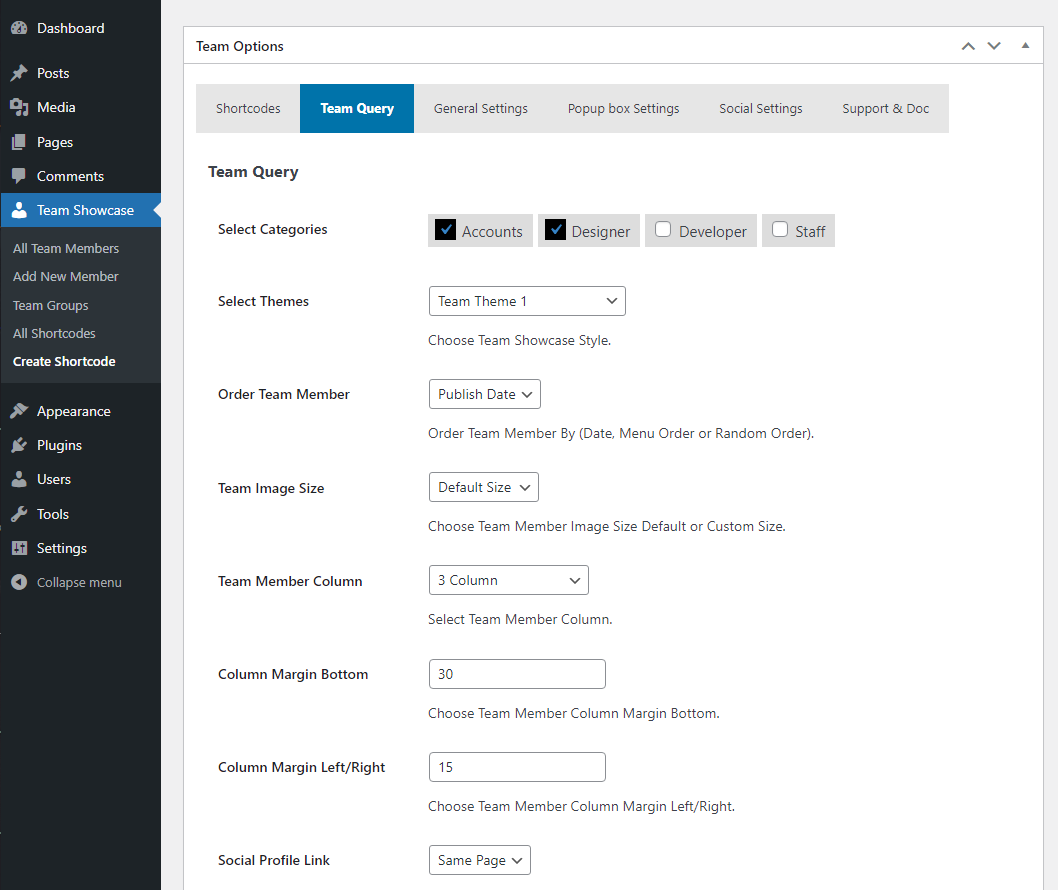 Dashboard
Posts
Media
Pages
Comments
Team Showcase
All Team Members
Add New Member
Team Groups
All Shortcodes
Create Shortcode
Appearance
Plugins
Users
Tools
Settings
Collapse menu
Team Options
Shortcodes Team Query General Settings Popup box Settings Social Settings Support & Doc
Team Query
Select Categories Accounts Designer Developer Staff
Select Themes Team Theme 1
Choose Team Showcase Style.
Order Team Member Publish Date
Order Team Member By (Date, Menu Order or Random Order).
Team Image Size Default Size
Choose Team Member Image Size Default or Custom Size.
Team Member Column 3 Column
Select Team Member Column.
Column Margin Bottom 30
Choose Team Member Column Margin Bottom.
Column Margin Left/Right 15
Choose Team Member Column Margin Left/Right.
Social Profile Link Same Page